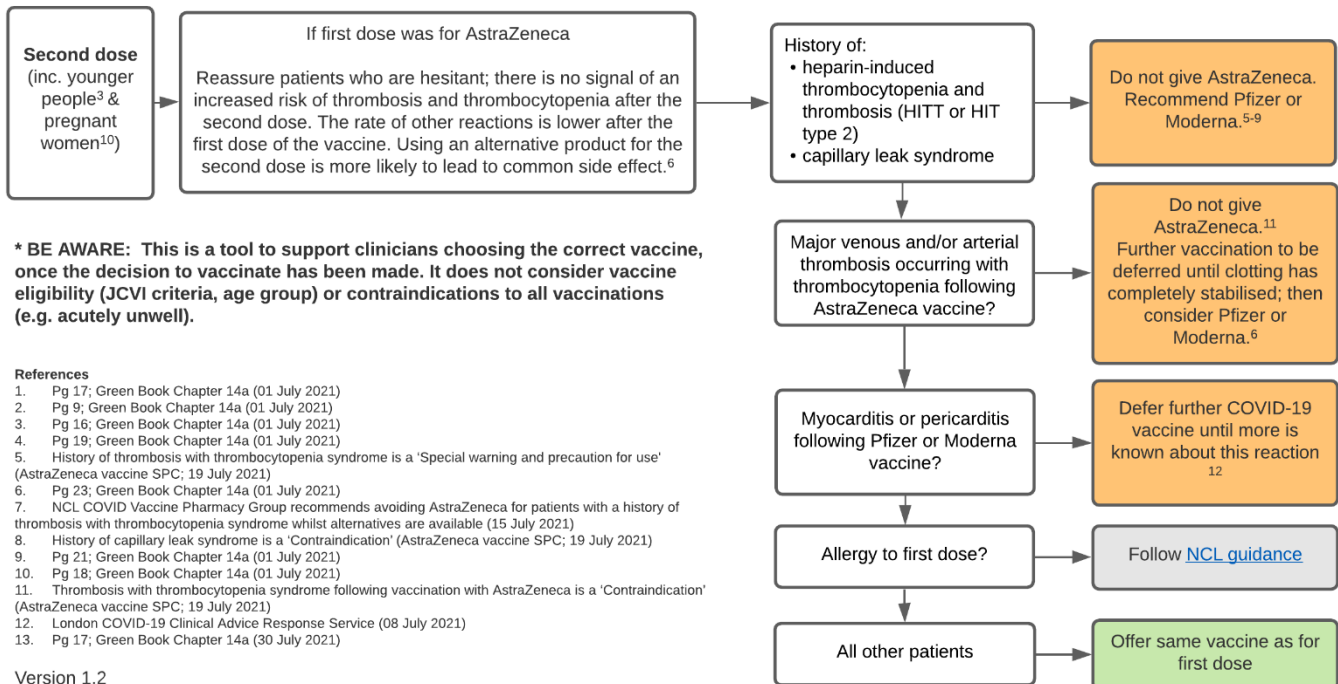 Second dose
(inc. younger
people³ &
pregnant
women¹⁰)
If first dose was for AstraZeneca
Reassure patients who are hesitant; there is no signal of an
increased risk of thrombosis and thrombocytopenia after the
second dose. The rate of other reactions is lower after the
first dose of the vaccine. Using an alternative product for the
second dose is more likely to lead to common side effect.⁶
History of:
• heparin-induced
thrombocytopenia and
thrombosis (HITT or HIT
type 2)
• capillary leak syndrome
Do not give AstraZeneca.
Recommend Pfizer or
Moderna.⁵⁻⁹
Major venous and/or arterial
thrombosis occurring with
thrombocytopenia following
AstraZeneca vaccine?
Do not give
AstraZeneca.¹¹
Further vaccination to be
deferred until clotting has
completely stabilised; then
consider Pfizer or
Moderna.⁶
Myocarditis or pericarditis
following Pfizer or Moderna
vaccine?
Defer further COVID-19
vaccine until more is
known about this reaction
12
Allergy to first dose?
Follow NCL guidance
All other patients
Offer same vaccine as for
first dose
* BE AWARE: This is a tool to support clinicians choosing the correct vaccine,
once the decision to vaccinate has been made. It does not consider vaccine
eligibility (JCVI criteria, age group) or contraindications to all vaccinations
(e.g. acutely unwell).
References
1. Pg 17; Green Book Chapter 14a (01 July 2021)
2. Pg 9; Green Book Chapter 14a (01 July 2021)
3. Pg 16; Green Book Chapter 14a (01 July 2021)
4. Pg 19; Green Book Chapter 14a (01 July 2021)
5. History of thrombosis with thrombocytopenia syndrome is a ‘Special warning and precaution for use’
(AstraZeneca vaccine SPC; 19 July 2021)
6. Pg 23; Green Book Chapter 14a (01 July 2021)
7. NCL COVID Vaccine Pharmacy Group recommends avoiding AstraZeneca for patients with a history of
thrombosis with thrombocytopenia syndrome whilst alternatives are available (15 July 2021)
8. History of capillary leak syndrome is a ‘Contraindication’ (AstraZeneca vaccine SPC; 19 July 2021)
9. Pg 21; Green Book Chapter 14a (01 July 2021)
10. Pg 18; Green Book Chapter 14a (01 July 2021)
11. Thrombosis with thrombocytopenia syndrome following vaccination with AstraZeneca is a ‘Contraindication’
(AstraZeneca vaccine SPC; 19 July 2021)
12. London COVID-19 Clinical Advice Response Service (08 July 2021)
13. Pg 17; Green Book Chapter 14a (30 July 2021)
Version 1.2